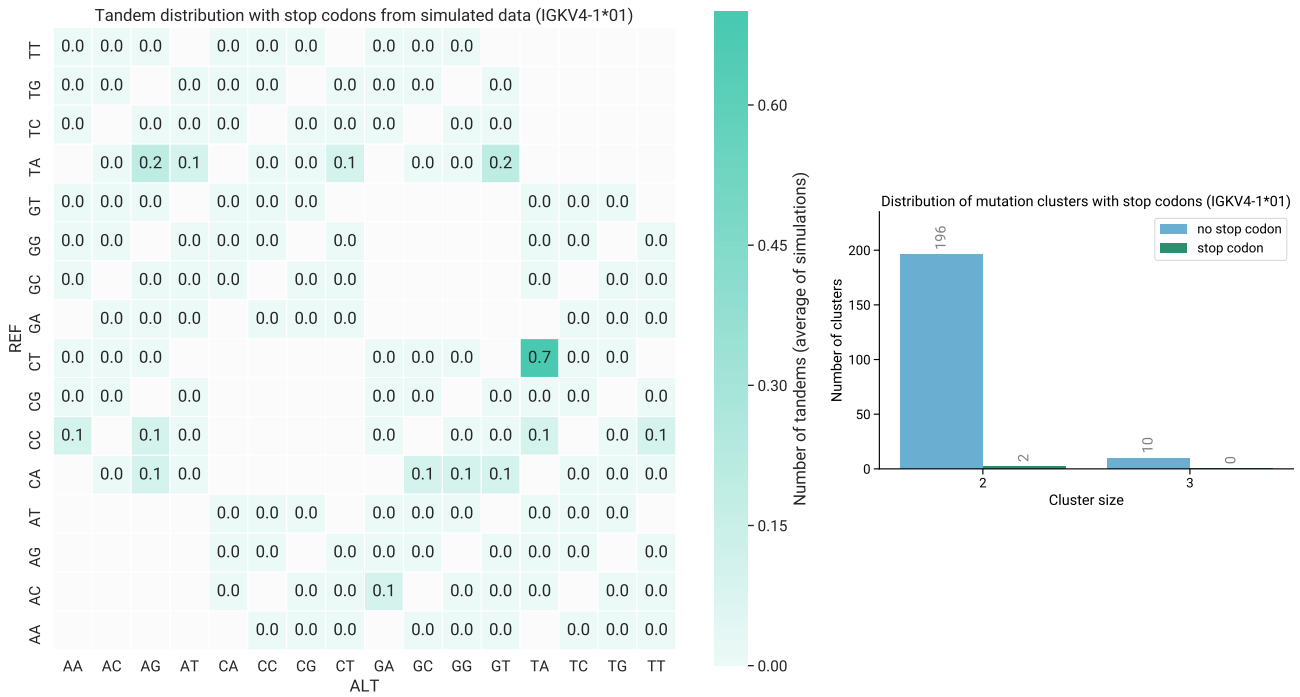 Tandem distribution with stop codons from simulated data (IGKV4-1*01)
TT 0.0 0.0 0.0 0.0 0.0 0.0 0.0 0.0 0.0
TG 0.0 0.0 0.0 0.0 0.0 0.0 0.0 0.0 0.0
TC 0.0 0.0 0.0 0.0 0.0 0.0 0.0 0.0 0.0
TA 0.0 0.2 0.1 0.0 0.0 0.1 0.0 0.0 0.2
GT 0.0 0.0 0.0 0.0 0.0 0.0 0.0 0.0 0.0
GG 0.0 0.0 0.0 0.0 0.0 0.0 0.0 0.0 0.0
GC 0.0 0.0 0.0 0.0 0.0 0.0 0.0 0.0 0.0
GA 0.0 0.0 0.0 0.0 0.0 0.0 0.0 0.0 0.0
CT 0.0 0.0 0.0 0.0 0.0 0.0 0.7 0.0 0.0
CG 0.0 0.0 0.0 0.0 0.0 0.0 0.0 0.0 0.0
CC 0.1 0.1 0.0 0.0 0.0 0.0 0.1 0.0 0.1
CA 0.0 0.1 0.0 0.1 0.1 0.1 0.0 0.0 0.0
AT 0.0 0.0 0.0 0.0 0.0 0.0 0.0 0.0 0.0
AG 0.0 0.0 0.0 0.0 0.0 0.0 0.0 0.0
AC 0.0 0.0 0.0 0.1 0.0 0.0 0.0 0.0 0.0
AA 0.0 0.0 0.0 0.0 0.0 0.0 0.0 0.0 0.0
AA AC AG AT CA CC CG CT GA GC GG GT TA TC TG TT
ALT
REF
0.60
0.45
0.30
0.15
0.00
Number of tandems (average of simulations)
Distribution of mutation clusters with stop codons (IGKV4-1*01)
no stop codon
stop codon
200
150
100
50
0
Number of clusters
196
2
10
0
2 3
Cluster size